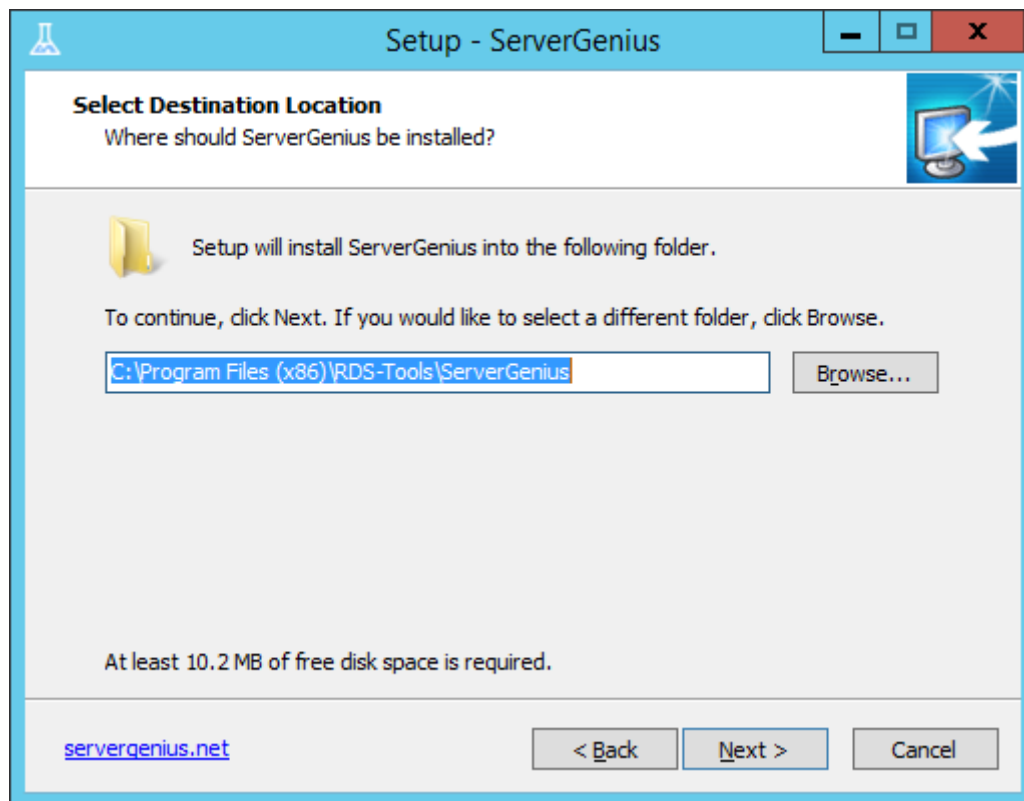 Setup - ServerGenius
Select Destination Location
Where should ServerGenius be installed?
Setup will install ServerGenius into the following folder.
To continue, click Next. If you would like to select a different folder, click Browse.
C:\Program Files (x86)\RDS-Tools\ServerGenius
Browse...
At least 10.2 MB of free disk space is required.
servergenius.net
< Back
Next >
Cancel